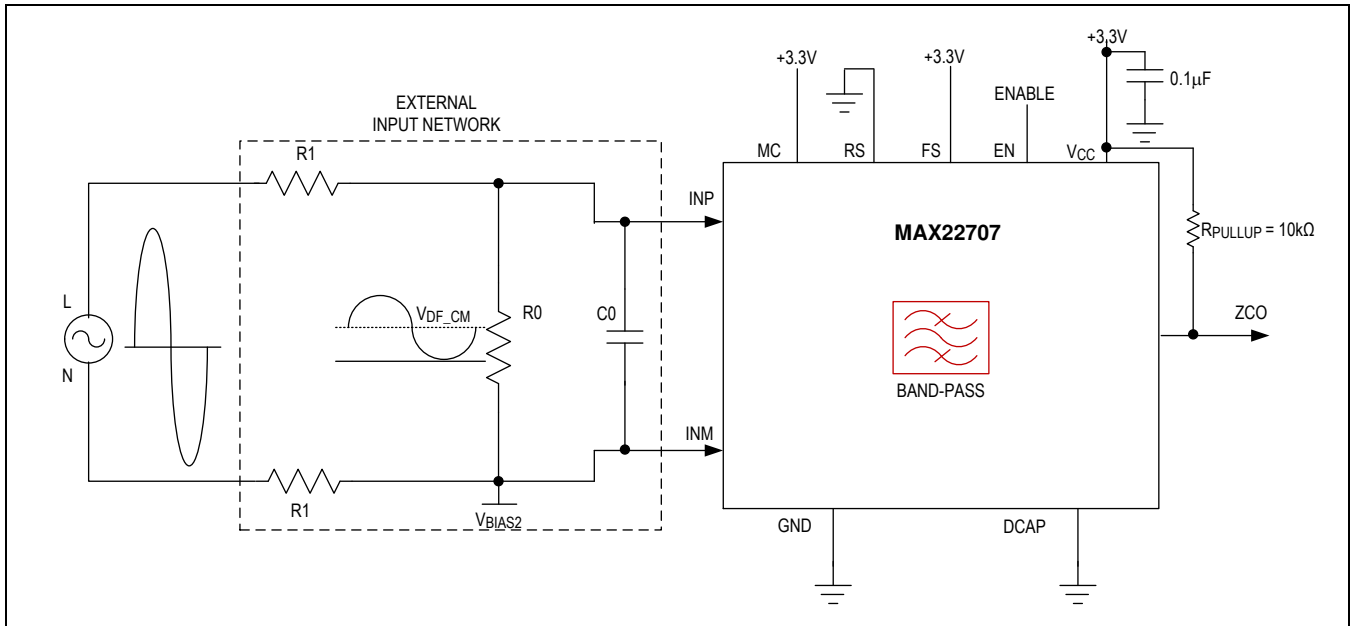 +3.3V
+3.3V
+3.3V
0.1μF
ENABLE
EXTERNAL
INPUT NETWORK
R1
MC
RS
FS
EN
VCC
INP
MAX22707
RPULLUP = 10kΩ
L
N
VDF_CM
R0
C0
ZCO
BAND-PASS
INM
R1
VBIAS2
GND
DCAP